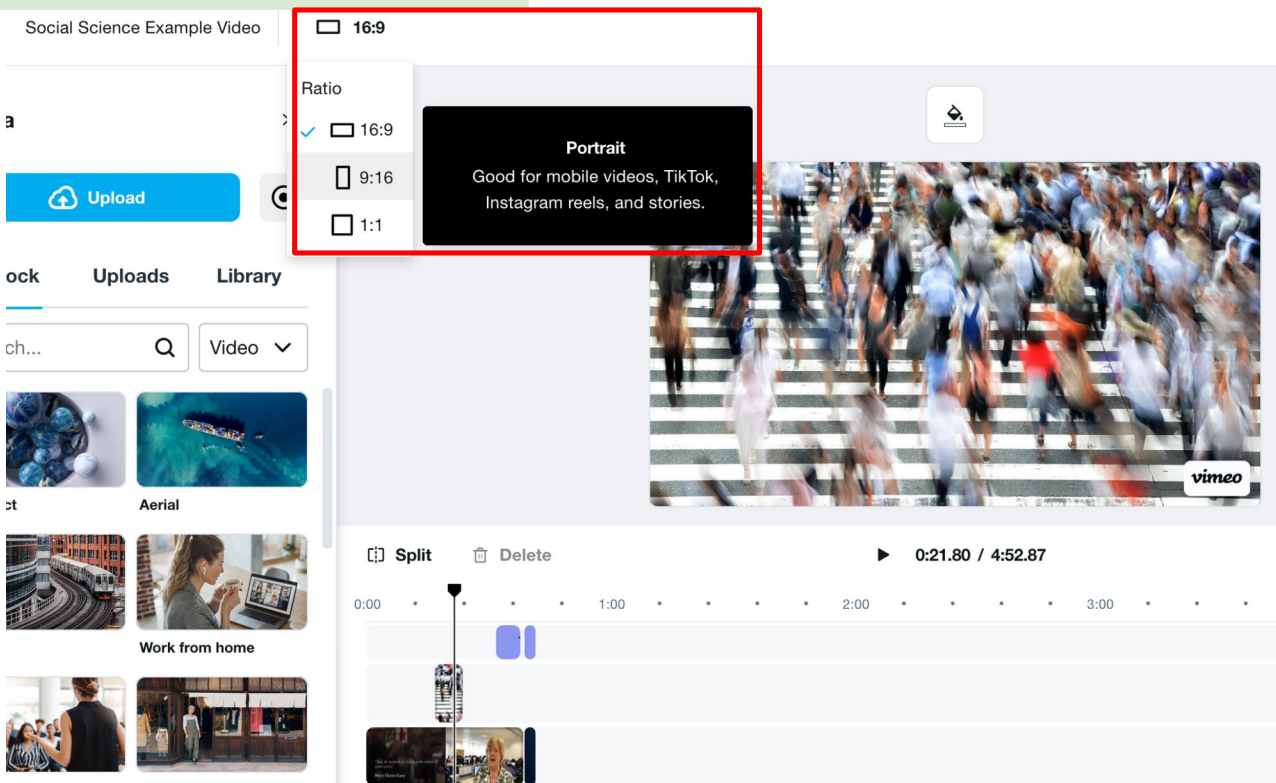 Social Science Example Video
16:9
Ratio
a
16:9
9:16
1:1
Portrait
Good for mobile videos, TikTok,
Instagram reels, and stories.
Upload
ock Uploads Library
ch... Video
ct Aerial
Work from home
vimeo
Split Delete 0:21.80 / 4:52.87
0:00 1:00 2:00 3:00